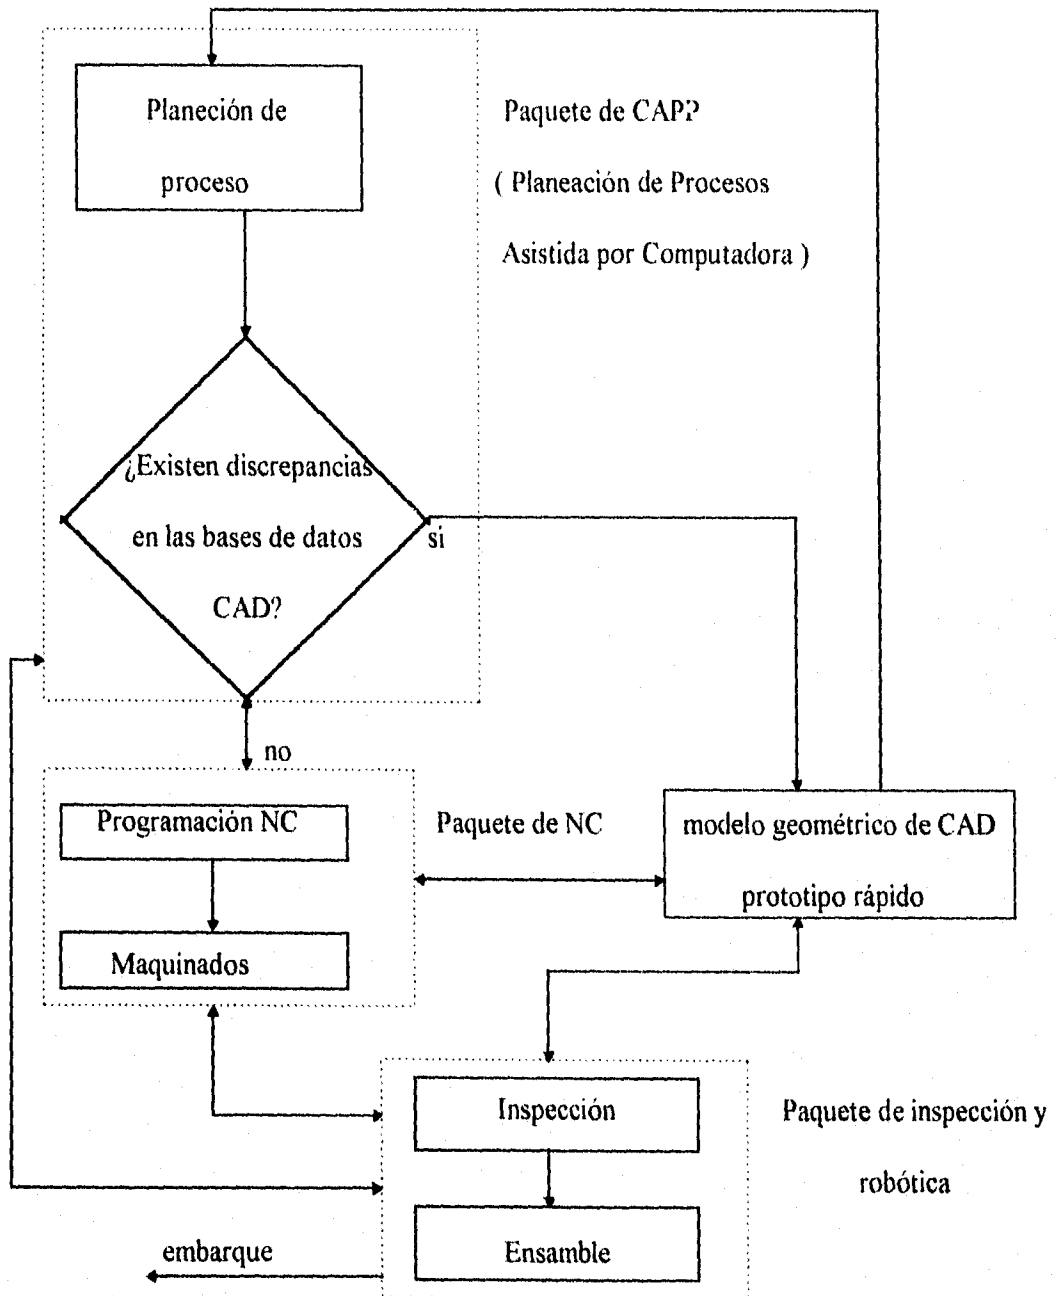 Planeción de
proceso
Paquete de CAPP
( Planeación de Procesos
Asistida por Computadora )
¿Existen discrepancias
en las bases de datos
CAD?
si
no
Programación NC
Maquinados
Paquete de NC
modelo geométrico de CAD
prototipo rápido
Inspección
Ensamble
Paquete de inspección y
robótica
embarque